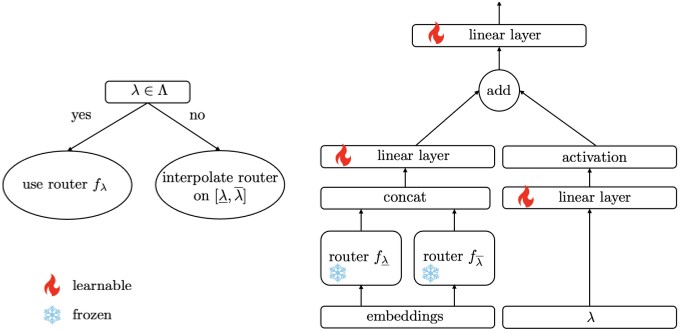 λ ∈ Λ
yes
no
use router f_λ
interpolate router
on [λ̲, λ̅]
learnable
frozen
linear layer
add
linear layer
activation
concat
linear layer
router f_λ̲
router f_λ̅
embeddings
λ